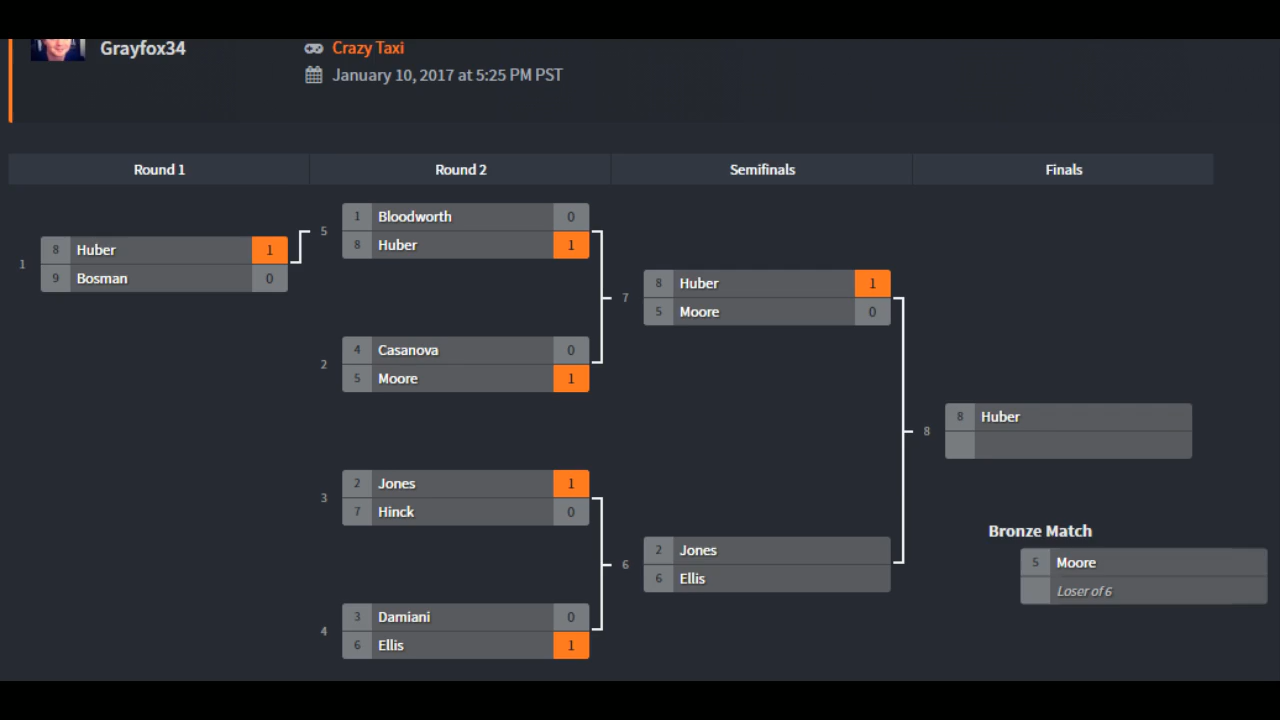 Grayfox34
Crazy Taxi
January 10, 2017 at 5:25 PM PST
Round 1
Round 2
Semifinals
Finals
1
8 Huber 1
9 Bosman 0
5
1 Bloodworth 0
8 Huber 1
2
4 Casanova 0
5 Moore 1
3
2 Jones 1
7 Hinck 0
4
3 Damiani 0
6 Ellis 1
7
8 Huber 1
5 Moore 0
6
2 Jones
6 Ellis
8
8 Huber
Bronze Match
5 Moore
Loser of 6